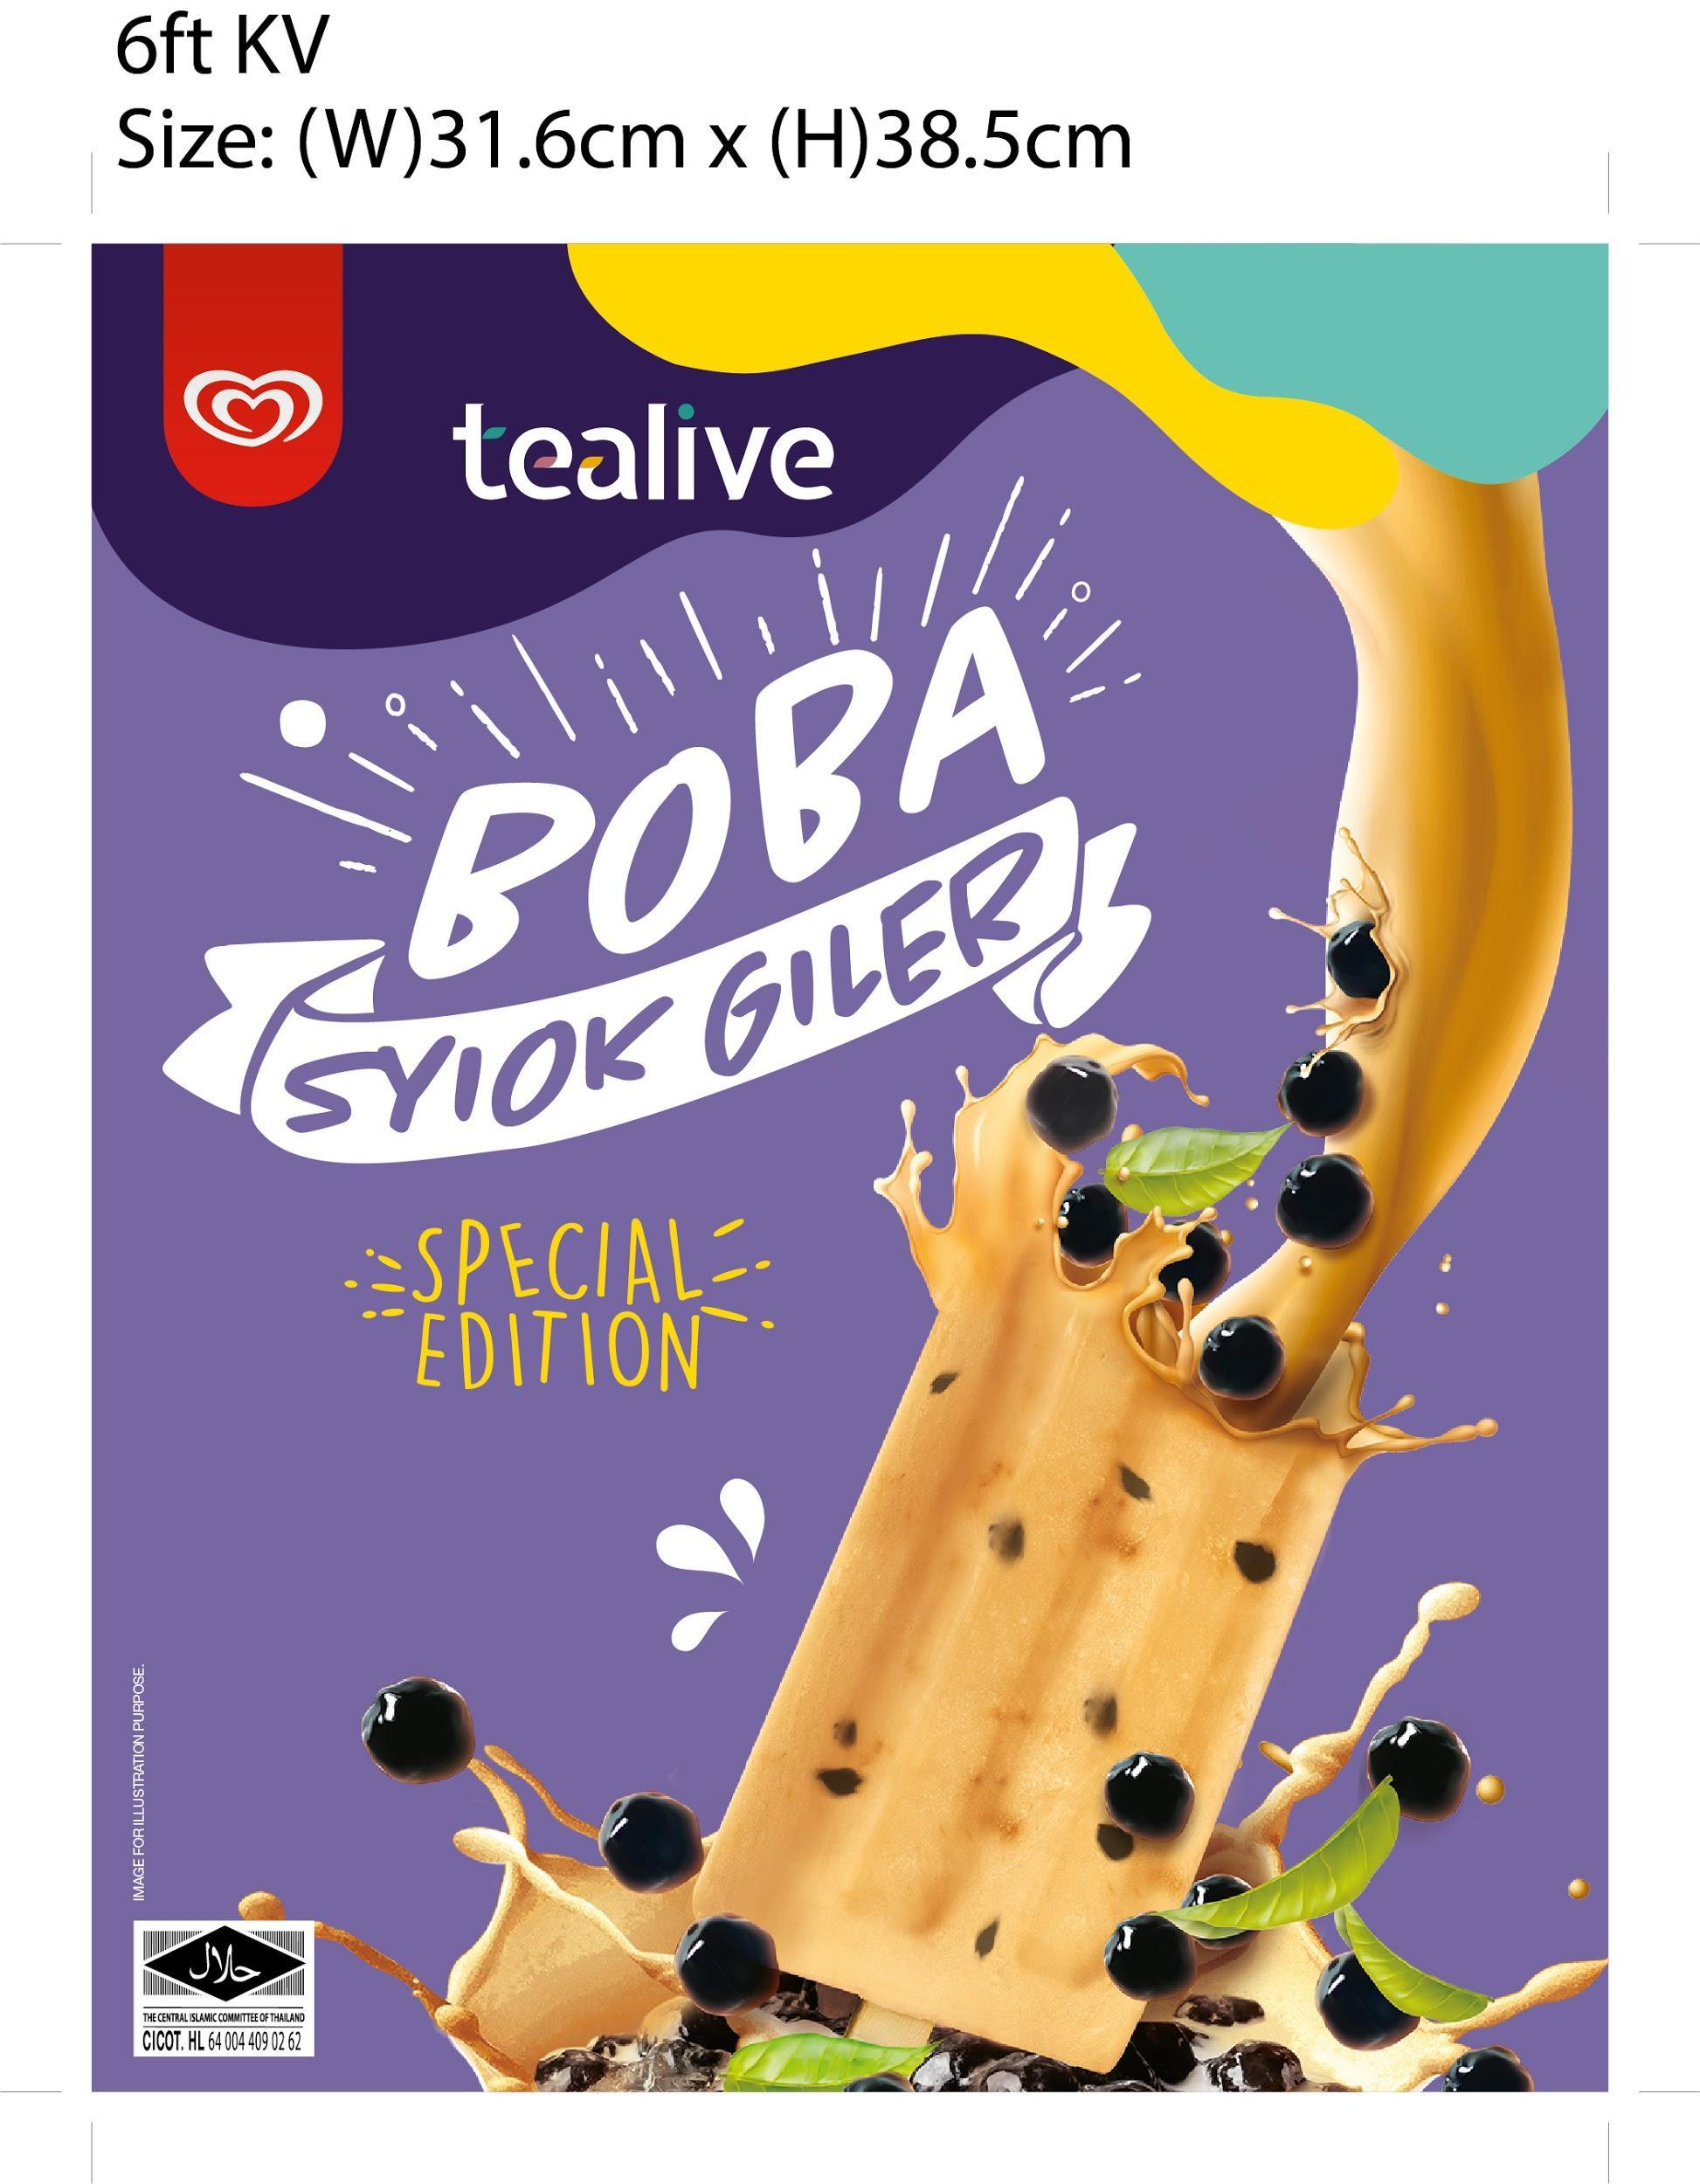 6ft KV
Size: (W)31.6cm x (H)38.5cm
tealive
BOBA
SYIOK GILER
SPECIAL
EDITION
IMAGE FOR ILLUSTRATION PURPOSE.
حلال
THE CENTRAL ISLAMIC COMMITTEE OF THAILAND
CICOT. HL 64 004 409 02 62